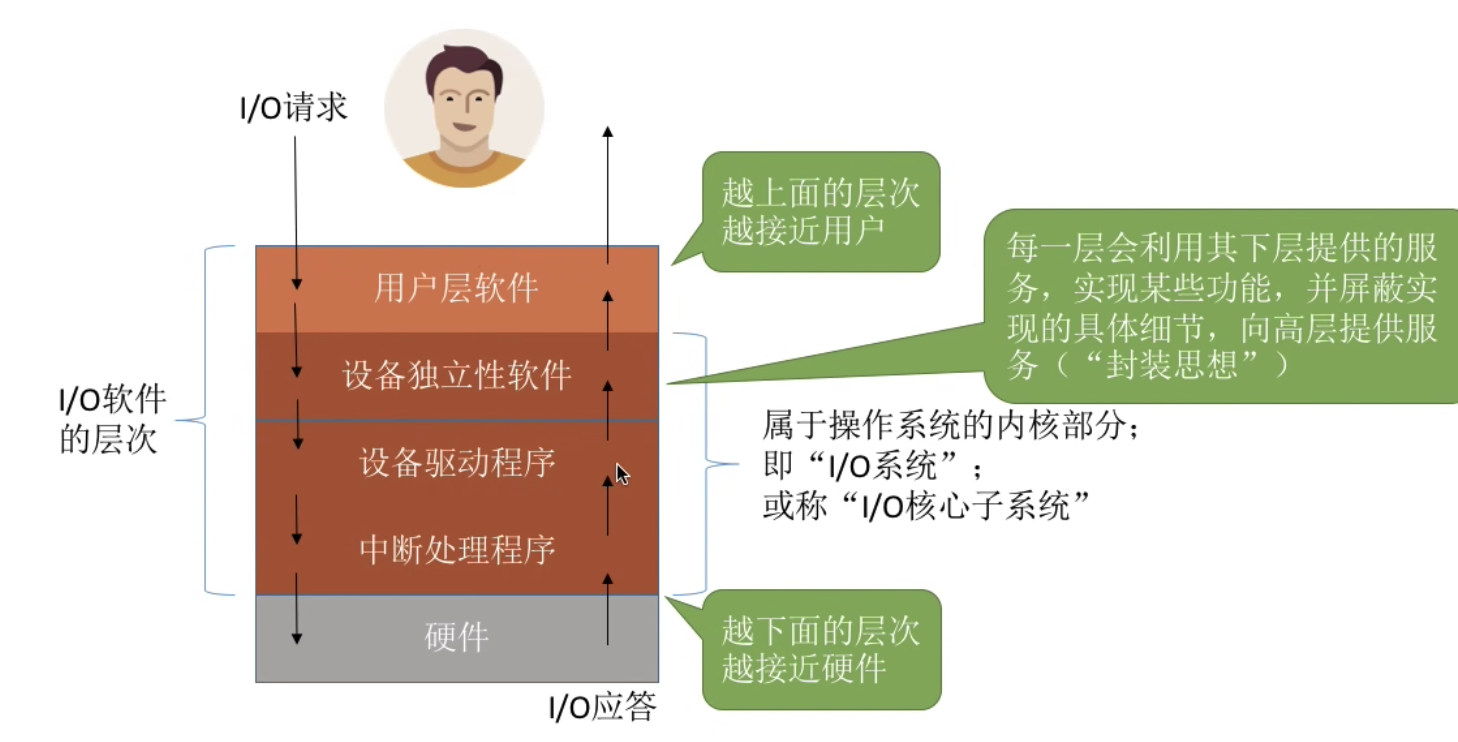 I/O请求
越上面的层次
越接近用户
每一层会利用其下层提供的服
务，实现某些功能，并屏蔽实
现的具体细节，向高层提供服
务（“封装思想”）
用户层软件
设备独立性软件
I/O软件
的层次
设备驱动程序
中断处理程序
属于操作系统的内核部分；
即“I/O系统”；
或称“I/O核心子系统”
硬件
越下面的层次
越接近硬件
I/O应答